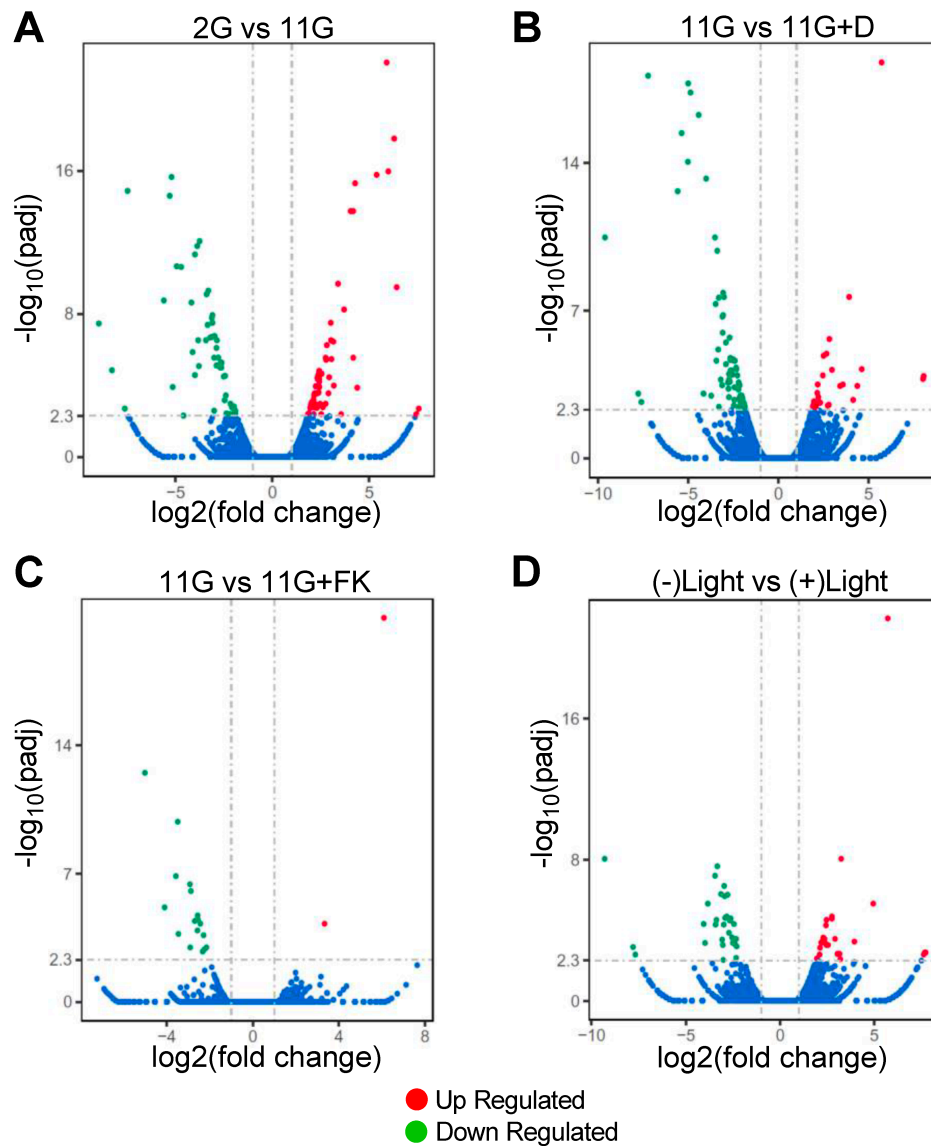 A
2G vs 11G
-log10(padj)
16
8
2.3
0
−5
0
5
log2(fold change)
B
11G vs 11G+D
-log10(padj)
14
7
2.3
0
−10
−5
0
5
log2(fold change)
C
11G vs 11G+FK
-log10(padj)
14
7
2.3
0
−4
0
4
8
log2(fold change)
D
(-)Light vs (+)Light
-log10(padj)
16
8
2.3
0
−10
−5
0
5
log2(fold change)
Up Regulated
Down Regulated